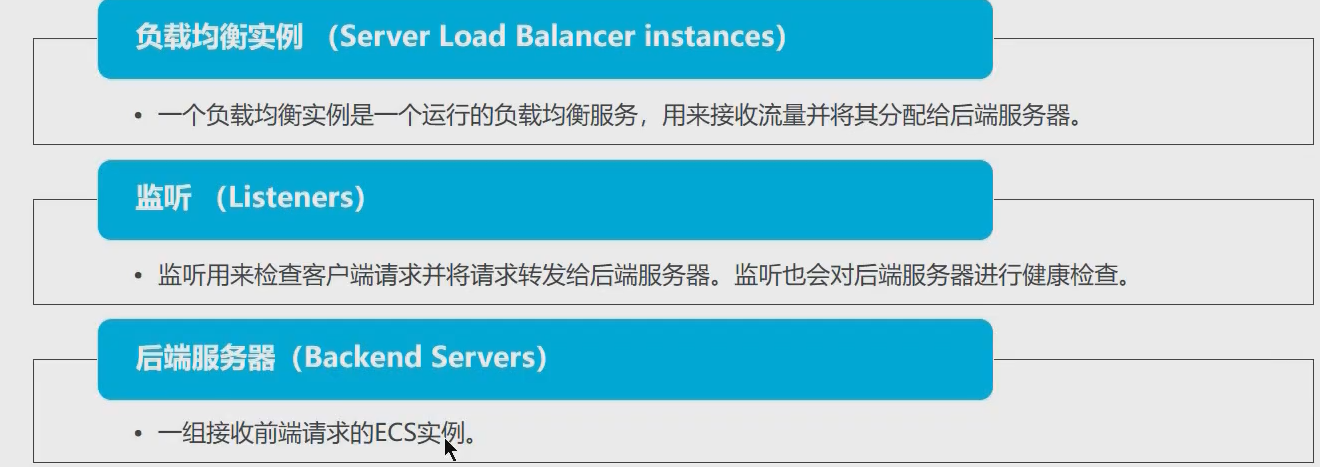 负载均衡实例 （Server Load Balancer instances）
• 一个负载均衡实例是一个运行的负载均衡服务，用来接收流量并将其分配给后端服务器。
监听 （Listeners）
• 监听用来检查客户端请求并将请求转发给后端服务器。监听也会对后端服务器进行健康检查。
后端服务器（Backend Servers）
• 一组接收前端请求的ECS实例。